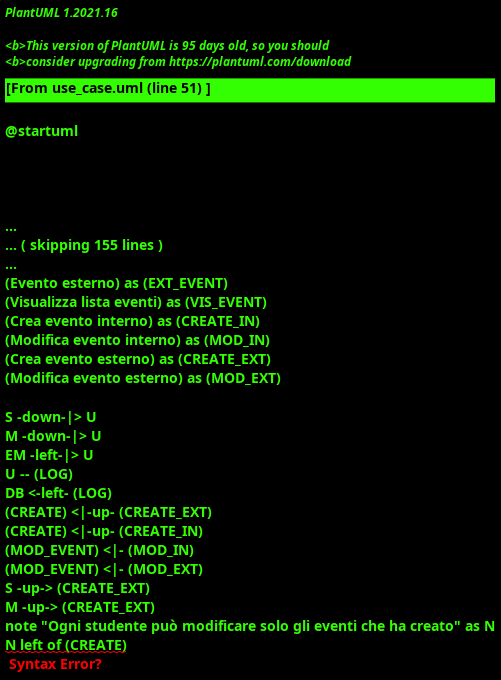 PlantUML 1.2021.16
<b>This version of PlantUML is 95 days old, so you should
<b>consider upgrading from https://plantuml.com/download
[From use_case.uml (line 51) ]
@startuml
...
... ( skipping 155 lines )
...
(Evento esterno) as (EXT_EVENT)
(Visualizza lista eventi) as (VIS_EVENT)
(Crea evento interno) as (CREATE_IN)
(Modifica evento interno) as (MOD_IN)
(Crea evento esterno) as (CREATE_EXT)
(Modifica evento esterno) as (MOD_EXT)
S -down-|> U
M -down-|> U
EM -left-|> U
U -- (LOG)
DB <-left- (LOG)
(CREATE) <|-up- (CREATE_EXT)
(CREATE) <|-up- (CREATE_IN)
(MOD_EVENT) <|- (MOD_IN)
(MOD_EVENT) <|- (MOD_EXT)
S -up-> (CREATE_EXT)
M -up-> (CREATE_EXT)
note "Ogni studente può modificare solo gli eventi che ha creato" as N
N left of (CREATE)
Syntax Error?